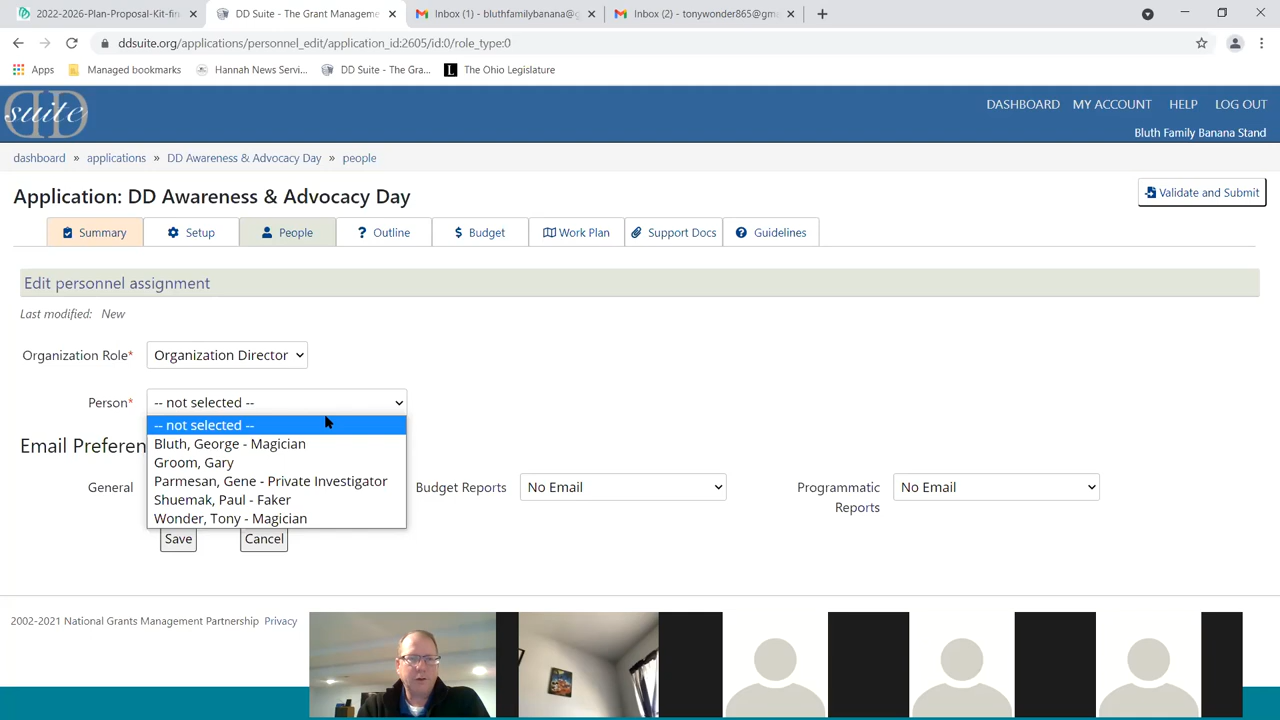 2022-2026-Plan-Proposal-Kit-fin
DD Suite - The Grant Manageme
Inbox (1) - bluthfamilybanana@g
Inbox (2) - tonywonder865@gm
ddsuite.org/applications/personnel_edit/application_id:2605/id:0/role_type:0
Apps Managed bookmarks Hannah News Servi... DD Suite - The Gra... The Ohio Legislature
DD suite
DASHBOARD MY ACCOUNT HELP LOG OUT
Bluth Family Banana Stand
dashboard » applications » DD Awareness & Advocacy Day » people
Application: DD Awareness & Advocacy Day
Validate and Submit
Summary Setup People Outline Budget Work Plan Support Docs Guidelines
Edit personnel assignment
Last modified: New
Organization Role* Organization Director
Person* -- not selected --
-- not selected --
Bluth, George - Magician
Groom, Gary
Parmesan, Gene - Private Investigator
Shuemak, Paul - Faker
Wonder, Tony - Magician
Email Preferen
General Budget Reports No Email Programmatic Reports No Email
Save Cancel
2002-2021 National Grants Management Partnership Privacy